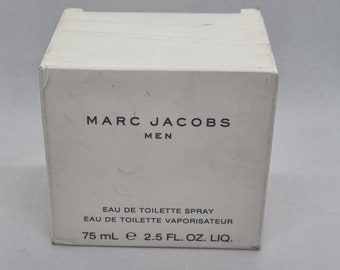 MARC JACOBS
MEN
EAU DE TOILETTE SPRAY
EAU DE TOILETTE VAPORISATEUR
75 mL ℮ 2.5 FL. OZ. LIQ.